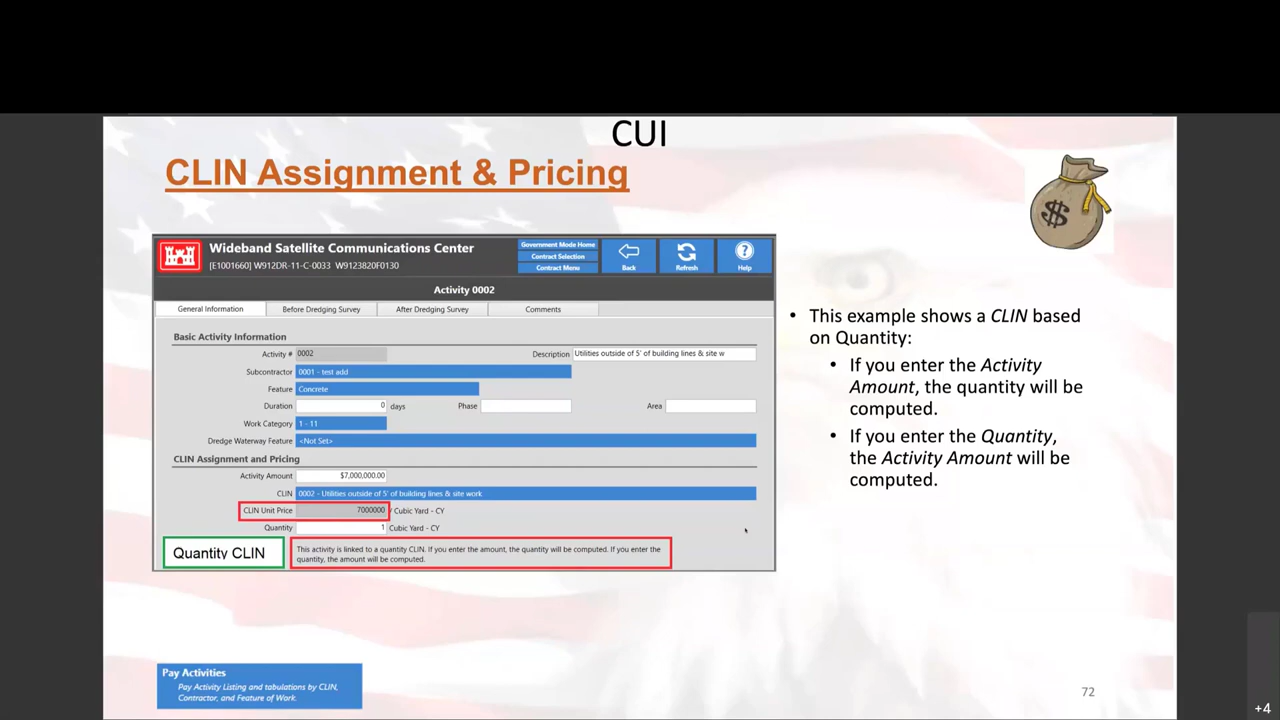 CUI
CLIN Assignment & Pricing
$
Wideband Satellite Communications Center
[E1001660] W912DR-11-C-0033 W9123820F0130
Government Mode Home
Contract Selection
Contract Menu
Back
Refresh
?
Help
Activity 0002
General Information
Before Dredging Survey
After Dredging Survey
Comments
Basic Activity Information
Activity # 0002
Description Utilities outside of 5' of building lines & site w
Subcontractor 0001 - test add
Feature Concrete
Duration 0 days Phase Area
Work Category 1 - 11
Dredge Waterway Feature <Not Set>
CLIN Assignment and Pricing
Activity Amount $7,000,000.00
CLIN 0002 - Utilities outside of 5' of building lines & site work
CLIN Unit Price 7000000 / Cubic Yard - CY
Quantity 1 Cubic Yard - CY
Quantity CLIN
This activity is linked to a quantity CLIN. If you enter the amount, the quantity will be computed. If you enter the
quantity, the amount will be computed.
• This example shows a CLIN based
on Quantity:
• If you enter the Activity
Amount, the quantity will be
computed.
• If you enter the Quantity,
the Activity Amount will be
computed.
Pay Activities
Pay Activity Listing and tabulations by CLIN,
Contractor, and Feature of Work.
72
+4